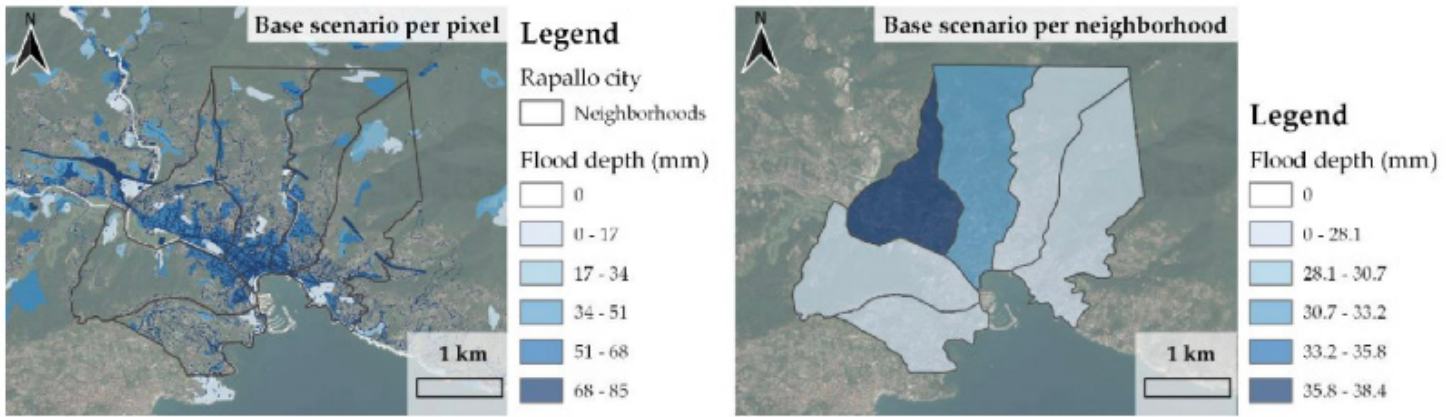 N
Base scenario per pixel
1 km
Legend
Rapallo city
Neighborhoods
Flood depth (mm)
0
0 - 17
17 - 34
34 - 51
51 - 68
68 - 85
N
Base scenario per neighborhood
1 km
Legend
Flood depth (mm)
0
0 - 28.1
28.1 - 30.7
30.7 - 33.2
33.2 - 35.8
35.8 - 38.4